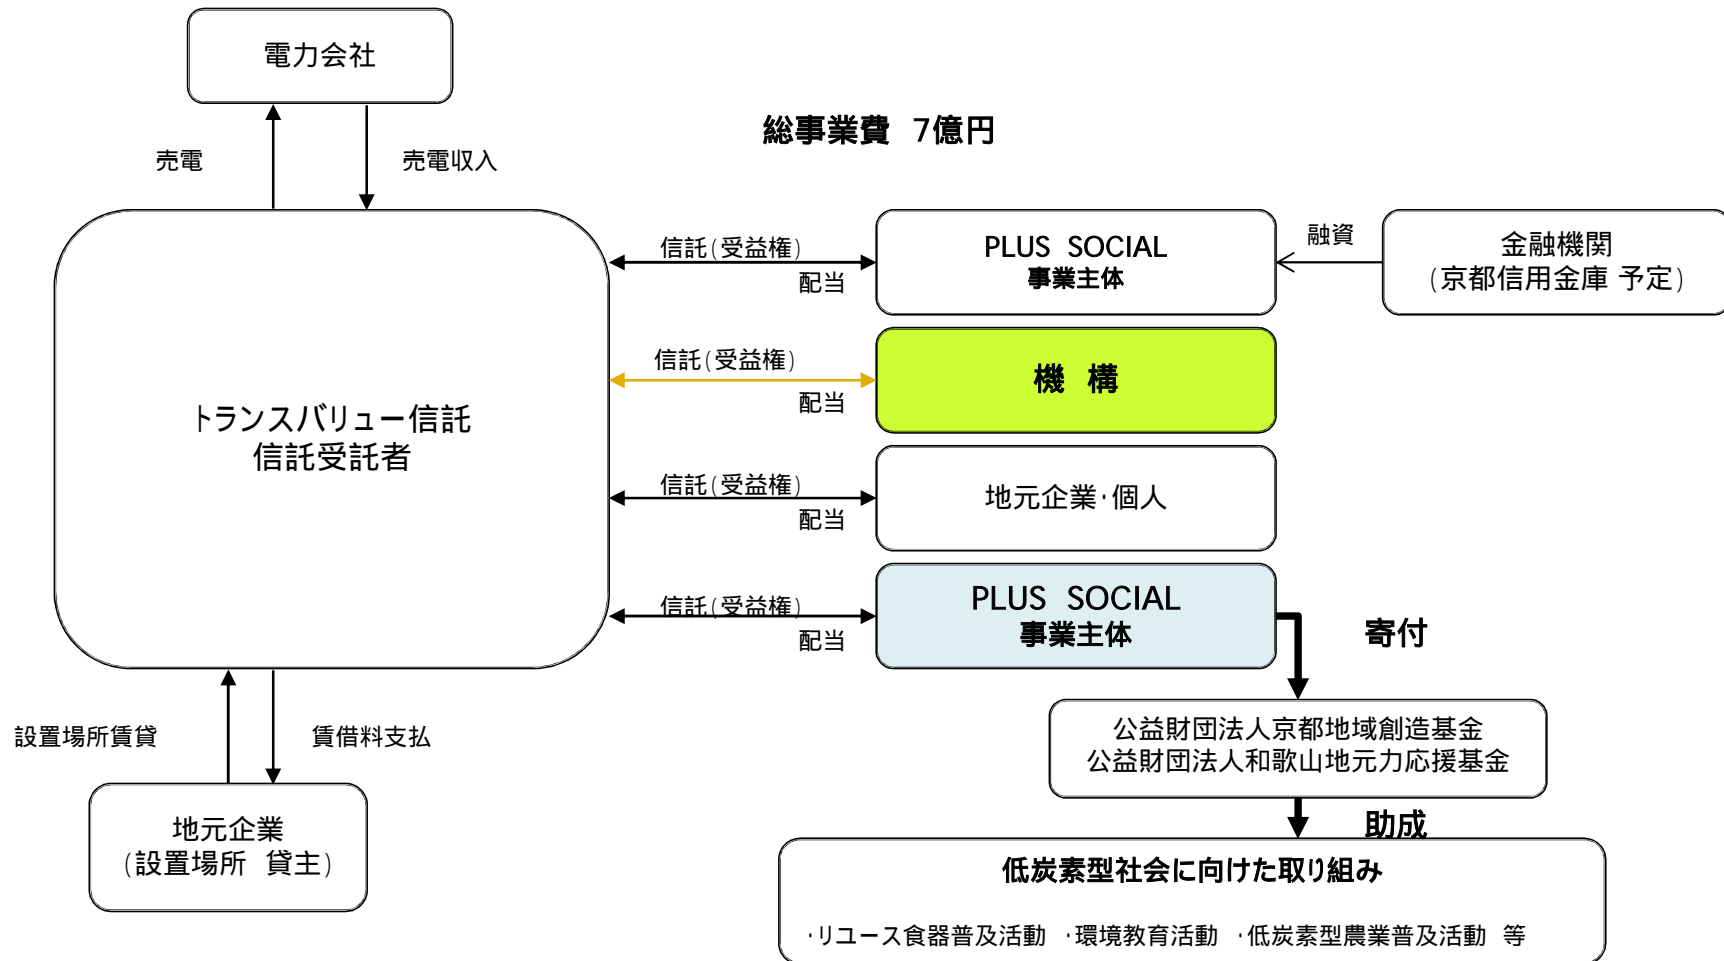 電力会社
総事業費 7億円
売電
売電収入
トランスバリュー信託
信託受託者
信託(受益権)
配当
PLUS SOCIAL
事業主体
融資
金融機関
(京都信用金庫 予定)
信託(受益権)
配当
機 構
信託(受益権)
配当
地元企業・個人
信託(受益権)
配当
PLUS SOCIAL
事業主体
寄付
設置場所賃貸
賃借料支払
公益財団法人京都地域創造基金
公益財団法人和歌山地元力応援基金
助成
地元企業
(設置場所 貸主)
低炭素型社会に向けた取り組み
・リユース食器普及活動 ・環境教育活動 ・低炭素型農業普及活動 等